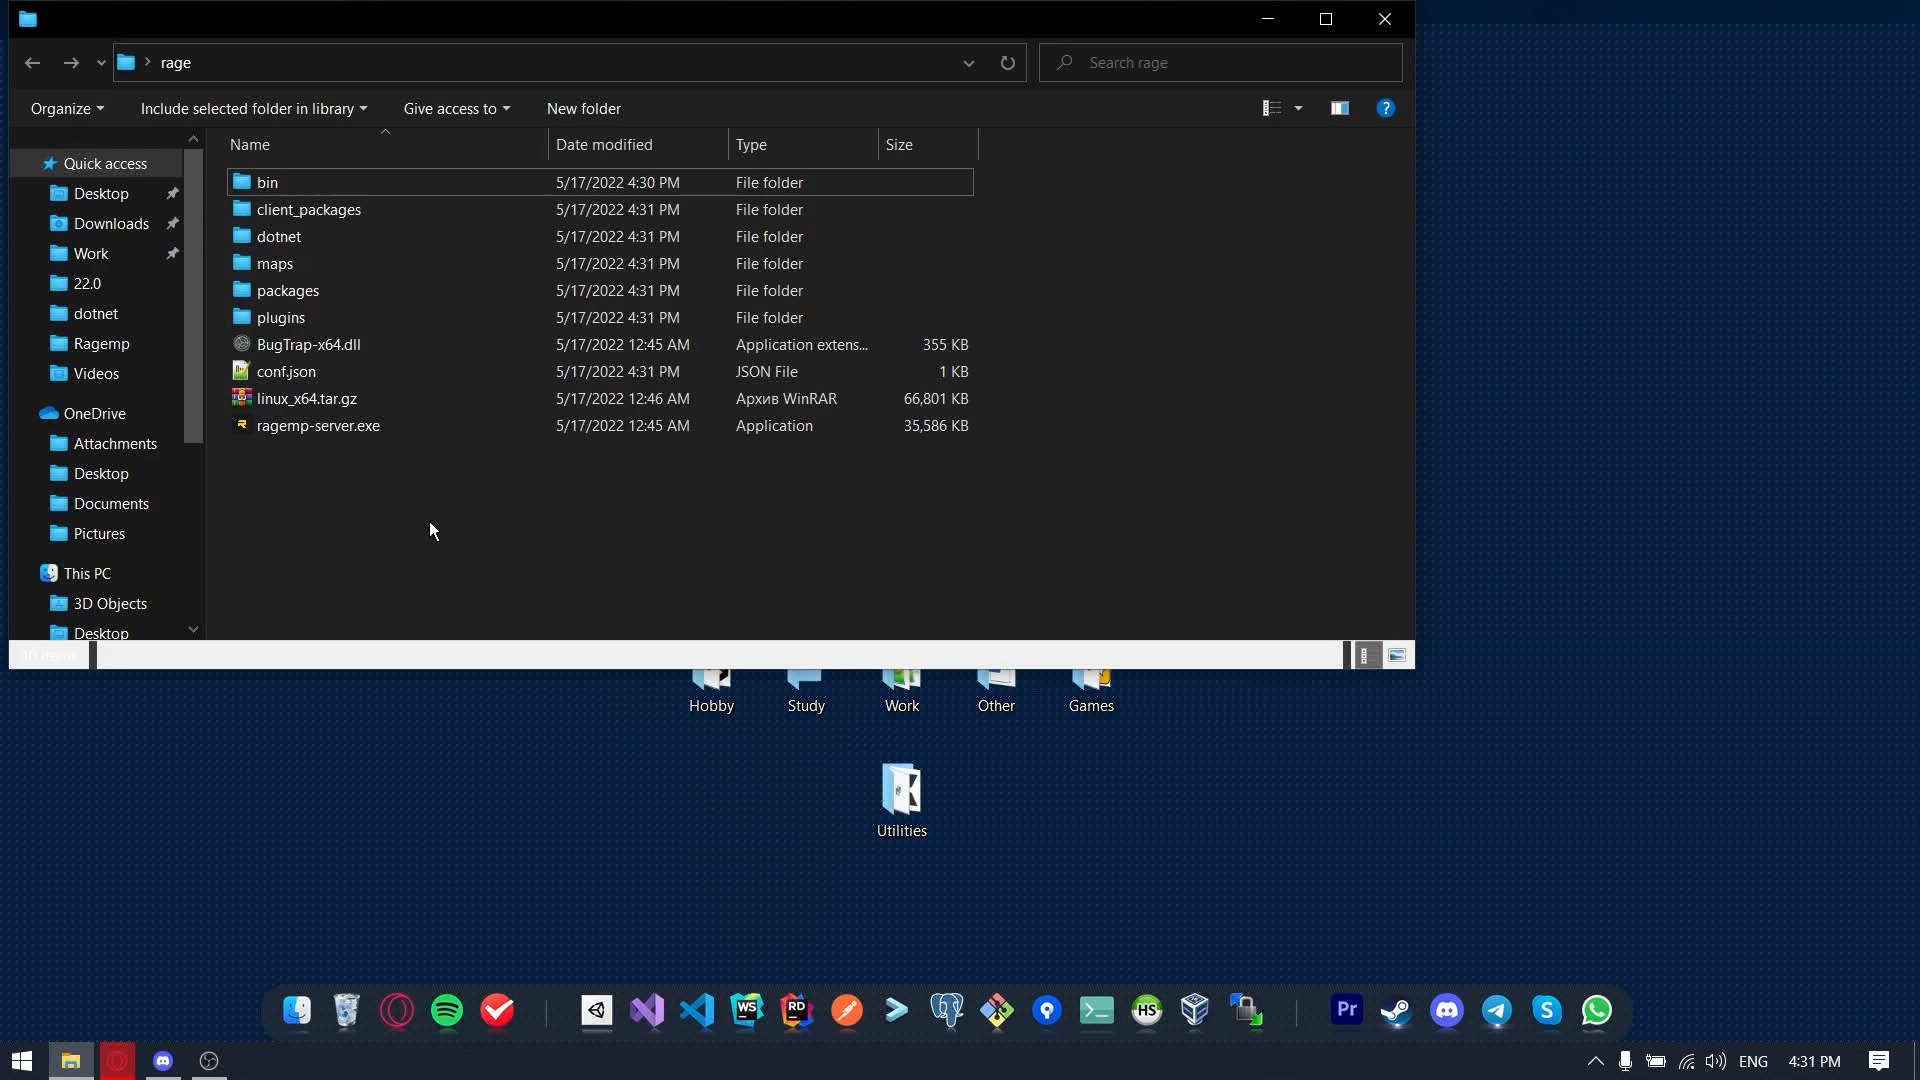 rage
Search rage
Organize
Include selected folder in library
Give access to
New folder
Name
Date modified
Type
Size
Quick access
Desktop
Downloads
Work
22.0
dotnet
Ragemp
Videos
OneDrive
Attachments
Desktop
Documents
Pictures
This PC
3D Objects
Desktop
bin 5/17/2022 4:30 PM File folder
client_packages 5/17/2022 4:31 PM File folder
dotnet 5/17/2022 4:31 PM File folder
maps 5/17/2022 4:31 PM File folder
packages 5/17/2022 4:31 PM File folder
plugins 5/17/2022 4:31 PM File folder
BugTrap-x64.dll 5/17/2022 12:45 AM Application extens... 355 KB
conf.json 5/17/2022 4:31 PM JSON File 1 KB
linux_x64.tar.gz 5/17/2022 12:46 AM Архив WinRAR 66,801 KB
ragemp-server.exe 5/17/2022 12:45 AM Application 35,586 KB
10 items
Hobby
Study
Work
Other
Games
Utilities
WS
RD
HS
Pr
ENG
4:31 PM